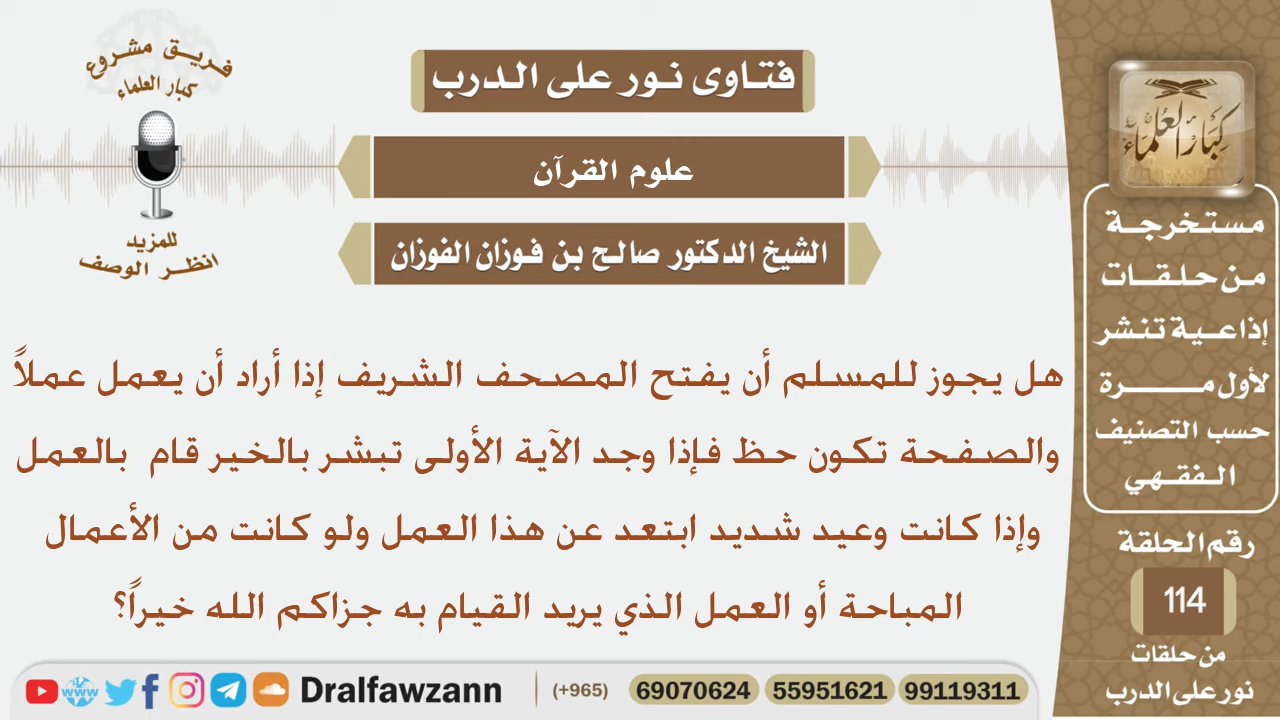 فريق مشروع
كبار العلماء
للمزيد
انظر الوصف
فتاوى نور على الدرب
علوم القرآن
الشيخ الدكتور صالح بن فوزان الفوزان
هل يجوز للمسلم أن يفتح المصحف الشريف إذا أراد أن يعمل عملاً
والصفحة تكون حظ فإذا وجد الآية الأولى تبشر بالخير قام بالعمل
وإذا كانت وعيد شديد ابتعد عن هذا العمل ولو كانت من الأعمال
المباحة أو العمل الذي يريد القيام به جزاكم الله خيراً؟
كبار العلماء
مستخرجة
من حلقات
إذاعية تنشر
لأول مرة
حسب التصنيف
الفقهي
رقم الحلقة
114
من حلقات
نور على الدرب
www Dralfawzann (+965) 69070624 55951621 99119311